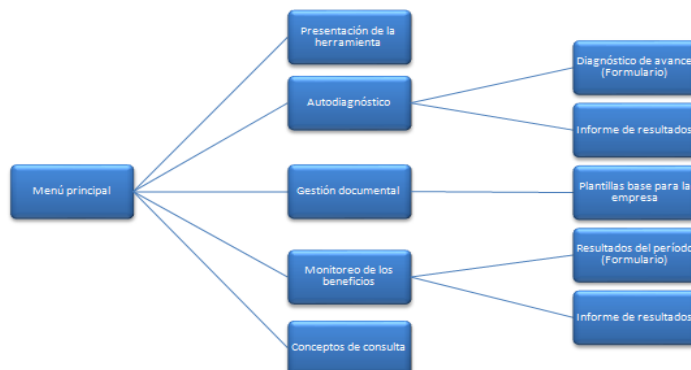 Presentación de la
herramienta
Diagnóstico de avance
(Formulario)
Autodiagnóstico
Informe de resultados
Menú principal
Gestión documental
Plantillas base para la
empresa
Resultados del período
(Formulario)
Monitoreo de los
beneficios
Informe de resultados
Conceptos de consulta